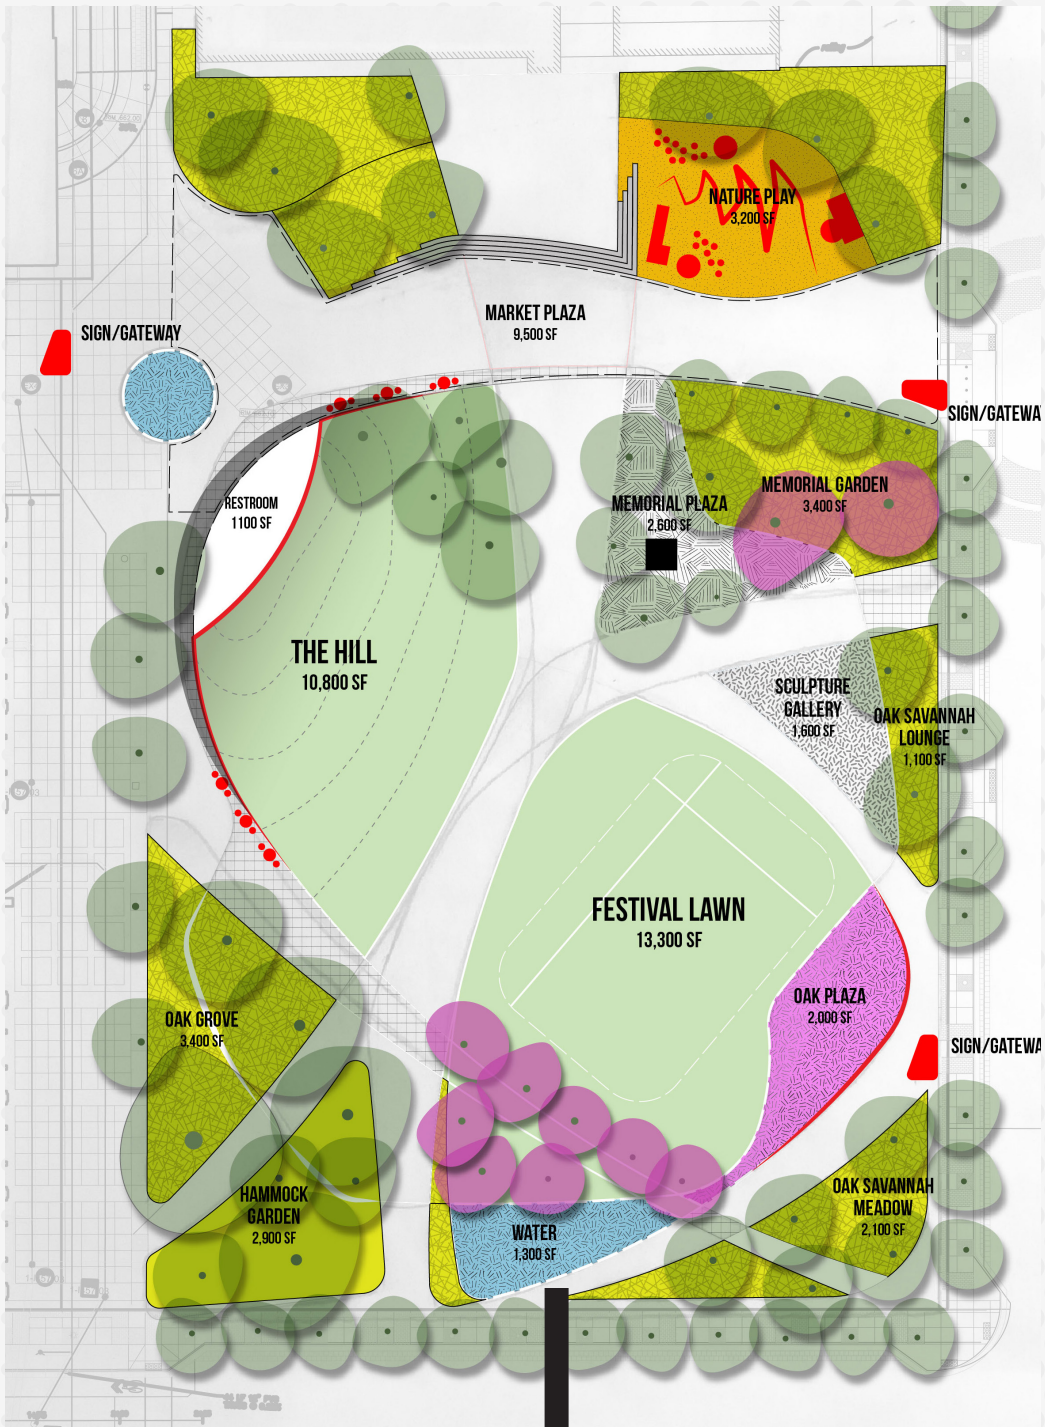 NATURE PLAY
3,200 SF
MARKET PLAZA
9,500 SF
SIGN/GATEWAY
SIGN/GATEWA
RESTROOM
1100 SF
MEMORIAL PLAZA
2,600 SF
MEMORIAL GARDEN
3,400 SF
THE HILL
10,800 SF
SCULPTURE
GALLERY
1,600 SF
OAK SAVANNAH
LOUNGE
1,100 SF
FESTIVAL LAWN
13,300 SF
OAK PLAZA
2,000 SF
OAK GROVE
3,400 SF
SIGN/GATEWA
HAMMOCK
GARDEN
2,900 SF
WATER
1,300 SF
OAK SAVANNAH
MEADOW
2,100 SF